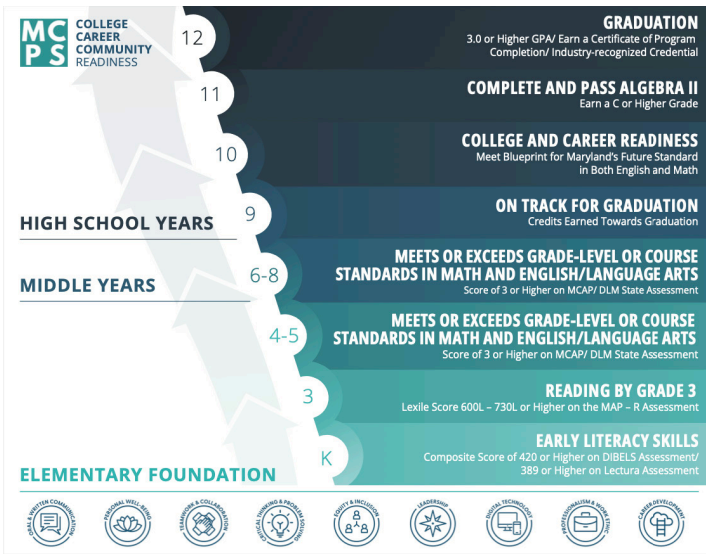 MC
PS
COLLEGE
CAREER
COMMUNITY
READINESS
12
GRADUATION
3.0 or Higher GPA/ Earn a Certificate of Program
Completion/ Industry-recognized Credential
11
COMPLETE AND PASS ALGEBRA II
Earn a C or Higher Grade
10
COLLEGE AND CAREER READINESS
Meet Blueprint for Maryland's Future Standard
in Both English and Math
HIGH SCHOOL YEARS
9
ON TRACK FOR GRADUATION
Credits Earned Towards Graduation
MIDDLE YEARS
6-8
MEETS OR EXCEEDS GRADE-LEVEL OR COURSE
STANDARDS IN MATH AND ENGLISH/LANGUAGE ARTS
Score of 3 or Higher on MCAP/ DLM State Assessment
4-5
MEETS OR EXCEEDS GRADE-LEVEL OR COURSE
STANDARDS IN MATH AND ENGLISH/LANGUAGE ARTS
Score of 3 or Higher on MCAP/ DLM State Assessment
3
READING BY GRADE 3
Lexile Score 600L – 730L or Higher on the MAP – R Assessment
ELEMENTARY FOUNDATION
K
EARLY LITERACY SKILLS
Composite Score of 420 or Higher on DIBELS Assessment/
389 or Higher on Lectura Assessment
ORAL & WRITTEN COMMUNICATION
PERSONAL WELL-BEING
TEAMWORK & COLLABORATION
CRITICAL THINKING & PROBLEM SOLVING
EQUITY & INCLUSION
LEADERSHIP
DIGITAL TECHNOLOGY
PROFESSIONALISM & WORK ETHIC
CAREER DEVELOPMENT